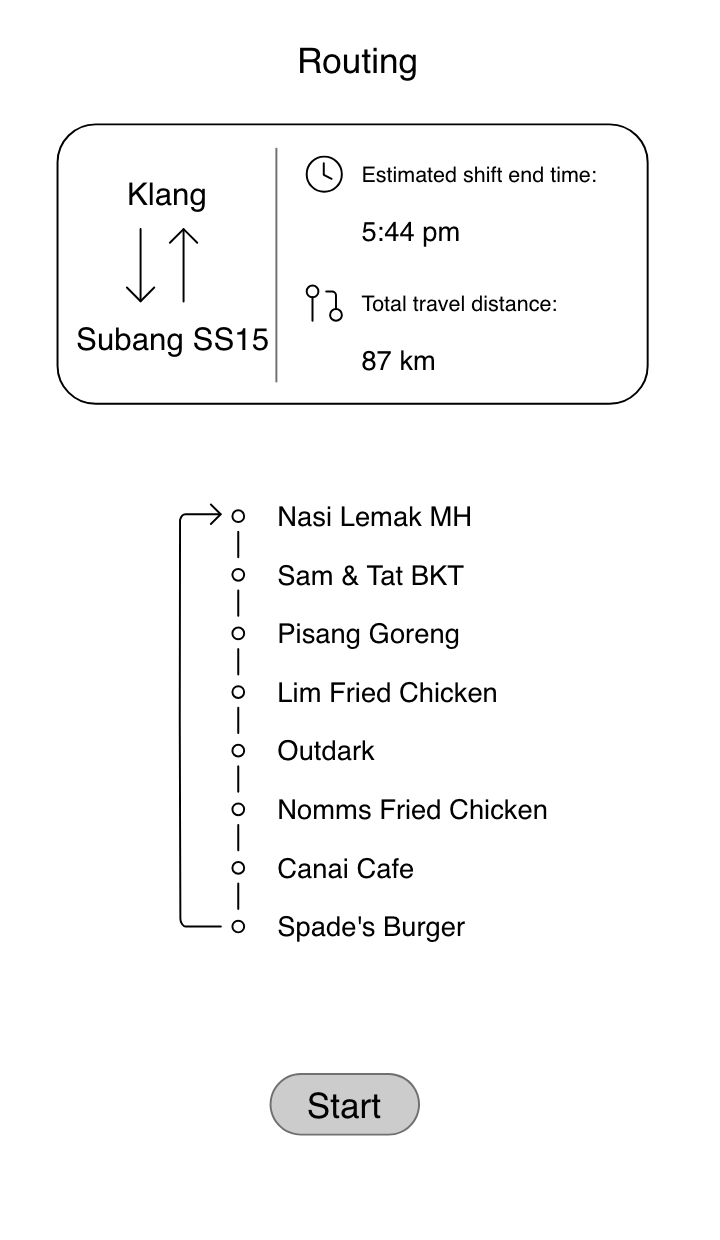 Routing
Klang
Subang SS15
Estimated shift end time:
5:44 pm
Total travel distance:
87 km
Nasi Lemak MH
Sam & Tat BKT
Pisang Goreng
Lim Fried Chicken
Outdark
Nomms Fried Chicken
Canai Cafe
Spade's Burger
Start